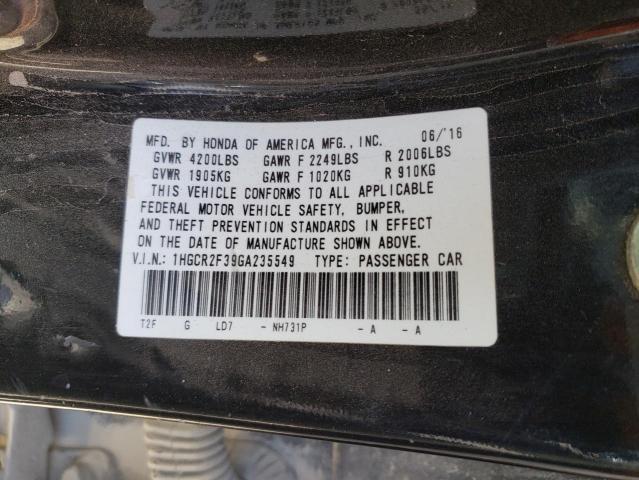 MFD. BY HONDA OF AMERICA MFG., INC. 06/'16
GVWR 4200LBS GAWR F 2249LBS R 2006LBS
GVWR 1905KG GAWR F 1020KG R 910KG
THIS VEHICLE CONFORMS TO ALL APPLICABLE
FEDERAL MOTOR VEHICLE SAFETY, BUMPER,
AND THEFT PREVENTION STANDARDS IN EFFECT
ON THE DATE OF MANUFACTURE SHOWN ABOVE.
V.I.N.: 1HGCR2F39GA235549 TYPE: PASSENGER CAR
T2F G LD7 - NH731P - A - A